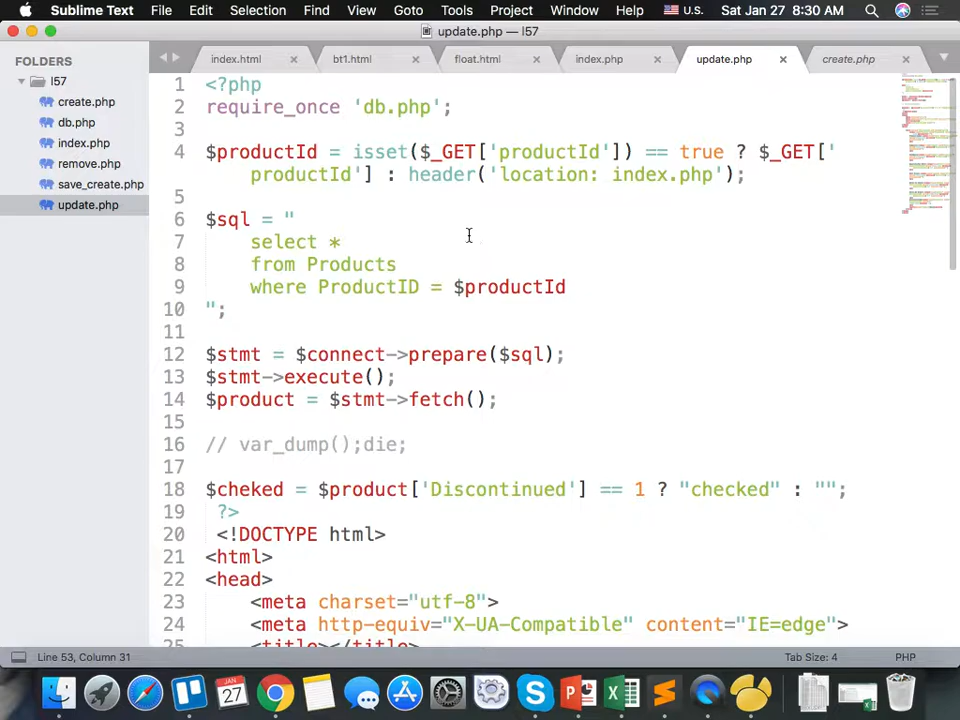 Sublime Text File Edit Selection Find View Goto Tools Project Window Help U.S. Sat Jan 27 8:30 AM
update.php — l57
FOLDERS
l57
create.php
db.php
index.php
remove.php
save_create.php
update.php
index.html bt1.html float.html index.php update.php create.php
1 <?php
2 require_once 'db.php';
3
4 $productId = isset($_GET['productId']) == true ? $_GET['
productId'] : header('location: index.php');
5
6 $sql = "
7 select *
8 from Products
9 where ProductID = $productId
10 ";
11
12 $stmt = $connect->prepare($sql);
13 $stmt->execute();
14 $product = $stmt->fetch();
15
16 // var_dump();die;
17
18 $cheked = $product['Discontinued'] == 1 ? "checked" : "";
19 ?>
20 <!DOCTYPE html>
21 <html>
22 <head>
23 <meta charset="utf-8">
24 <meta http-equiv="X-UA-Compatible" content="IE=edge">
25 <title></title>
Line 53, Column 31 Tab Size: 4 PHP
JAN
27